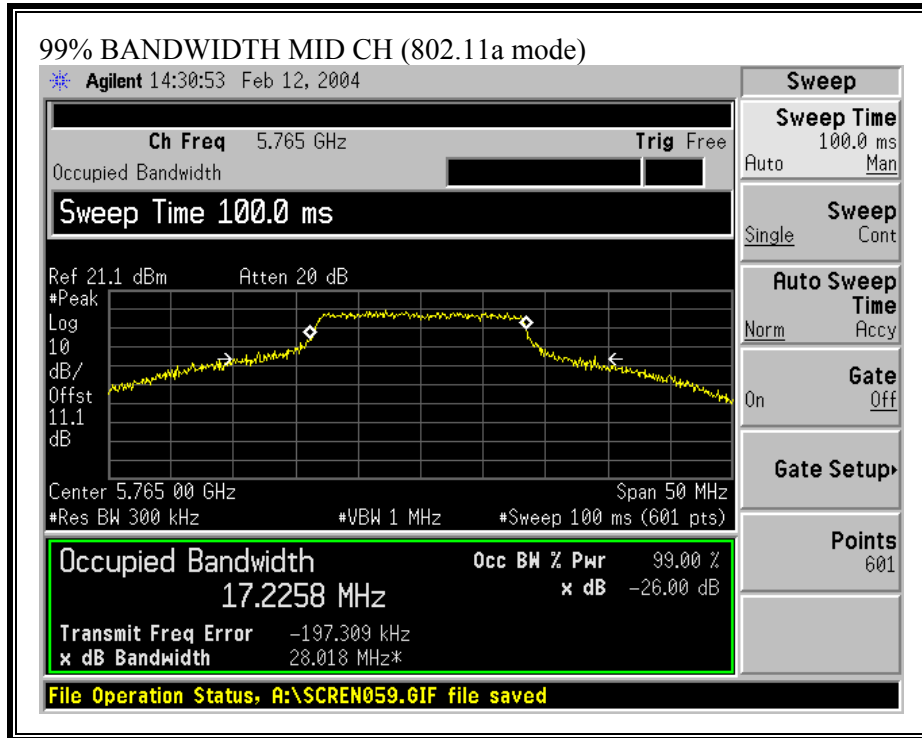 99% BANDWIDTH MID CH (802.11a mode)
Agilent 14:30:53 Feb 12, 2004
Ch Freq 5.765 GHz Trig Free
Occupied Bandwidth
Sweep Time 100.0 ms
Ref 21.1 dBm Atten 20 dB
#Peak
Log
10
dB/
Offst
11.1
dB
Center 5.765 00 GHz Span 50 MHz
#Res BW 300 kHz #VBW 1 MHz #Sweep 100 ms (601 pts)
Occupied Bandwidth Occ BW % Pwr 99.00 %
17.2258 MHz x dB -26.00 dB
Transmit Freq Error -197.309 kHz
x dB Bandwidth 28.018 MHz*
File Operation Status, A:\SCREN059.GIF file saved
Sweep
Sweep Time
100.0 ms
Auto Man
Sweep
Single Cont
Auto Sweep
Time
Norm Accy
Gate
On Off
Gate Setup
Points
601